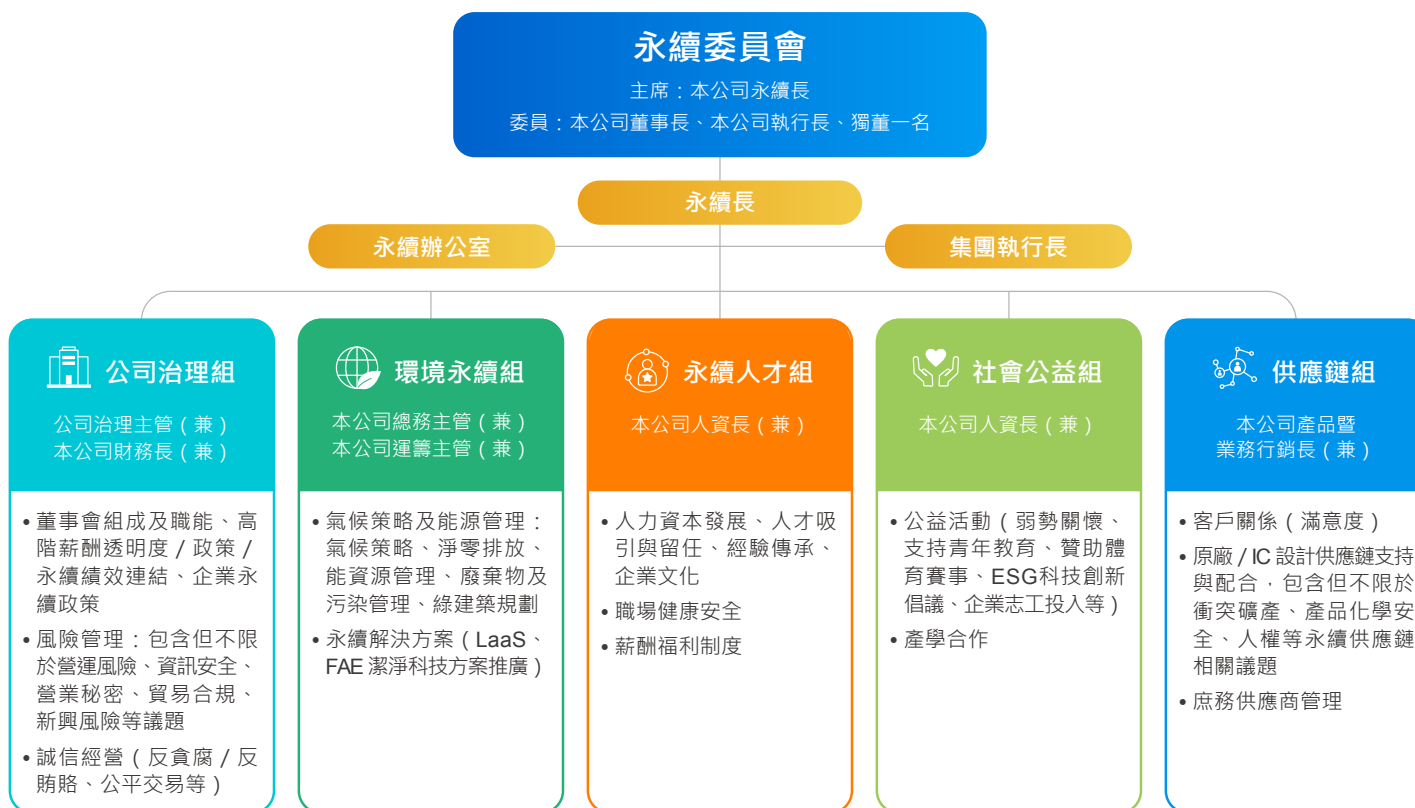 永續委員會
主席：本公司永續長
委員：本公司董事長、本公司執行長、獨董一名
永續長
永續辦公室
集團執行長
公司治理組
公司治理主管（兼）
本公司財務長（兼）
• 董事會組成及職能、高
階薪酬透明度 / 政策 /
永續績效連結、企業永
續政策
• 風險管理：包含但不限
於營運風險、資訊安全、
營業秘密、貿易合規、
新興風險等議題
• 誠信經營（反貪腐 / 反
賄賂、公平交易等）
環境永續組
本公司總務主管（兼）
本公司運籌主管（兼）
• 氣候策略及能源管理：
氣候策略、淨零排放、
能資源管理、廢棄物及
污染管理、綠建築規劃
• 永續解決方案（LaaS、
FAE 潔淨科技方案推廣）
永續人才組
本公司人資長（兼）
• 人力資本發展、人才吸
引與留任、經驗傳承、
企業文化
• 職場健康安全
• 薪酬福利制度
社會公益組
本公司人資長（兼）
• 公益活動（弱勢關懷、
支持青年教育、贊助體
育賽事、ESG科技創新
倡議、企業志工投入等）
• 產學合作
供應鏈組
本公司產品暨
業務行銷長（兼）
• 客戶關係（滿意度）
• 原廠 / IC 設計供應鏈支持
與配合，包含但不限於
衝突礦產、產品化學安
全、人權等永續供應鏈
相關議題
• 庶務供應商管理